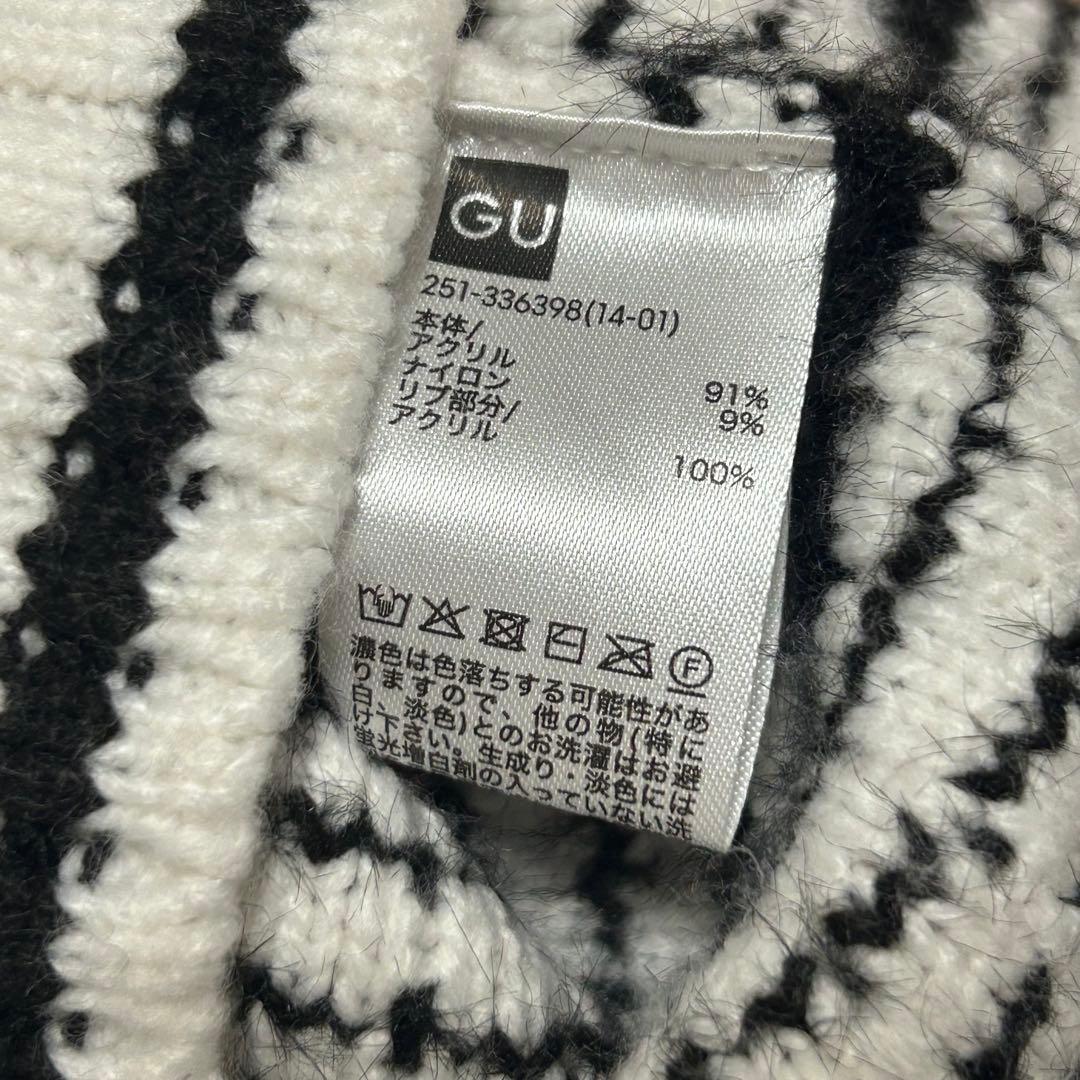 GU
251-336398(14-01)
本体/
アクリル 91%
ナイロン 9%
リブ部分/
アクリル 100%
F
濃色は色落ちする可能性があ
りますので、他の物(特に
白、淡色)とのお洗濯はお避
け下さい。生成り・淡色には
蛍光増白剤の入っていない洗